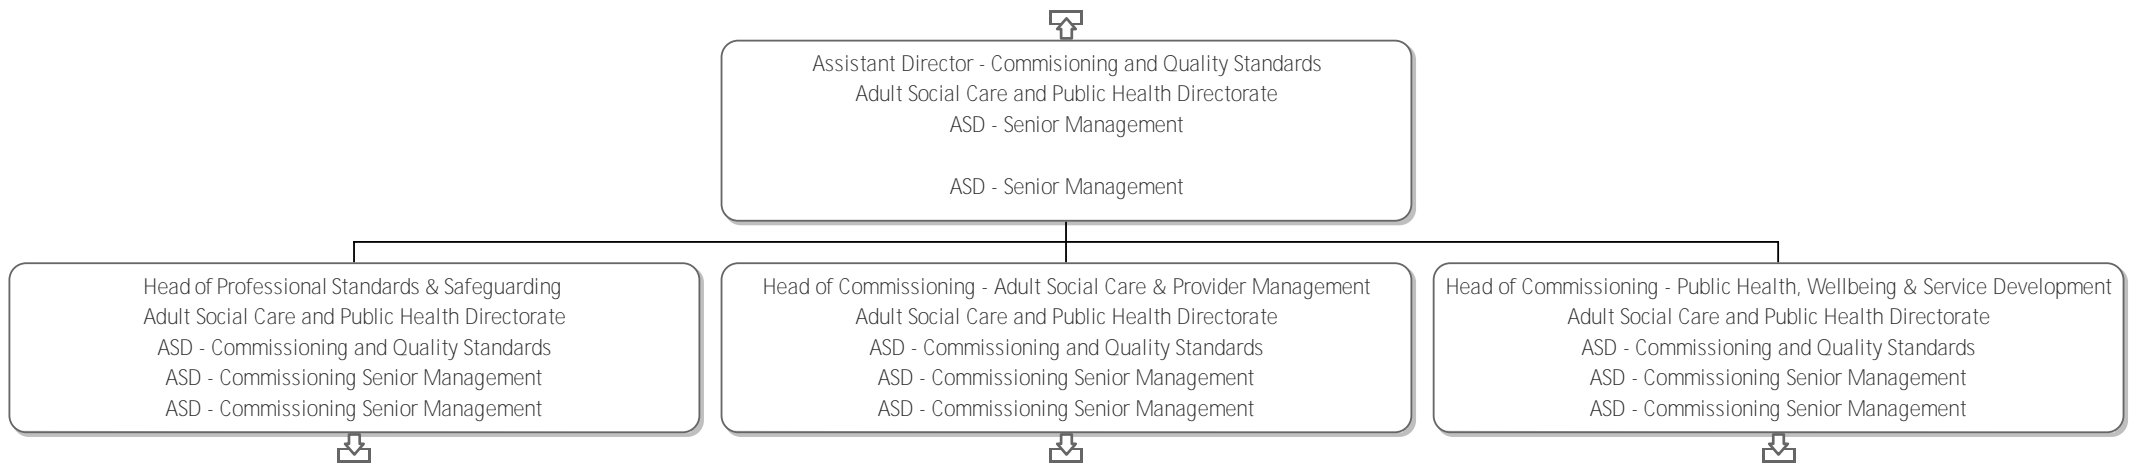 Assistant Director - Commisioning and Quality Standards
Adult Social Care and Public Health Directorate
ASD - Senior Management
ASD - Senior Management
Head of Professional Standards & Safeguarding
Adult Social Care and Public Health Directorate
ASD - Commissioning and Quality Standards
ASD - Commissioning Senior Management
ASD - Commissioning Senior Management
Head of Commissioning - Adult Social Care & Provider Management
Adult Social Care and Public Health Directorate
ASD - Commissioning and Quality Standards
ASD - Commissioning Senior Management
ASD - Commissioning Senior Management
Head of Commissioning - Public Health, Wellbeing & Service Development
Adult Social Care and Public Health Directorate
ASD - Commissioning and Quality Standards
ASD - Commissioning Senior Management
ASD - Commissioning Senior Management